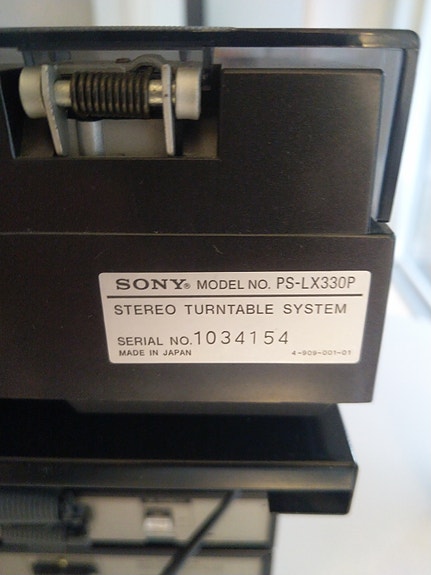 SONY® MODEL NO. PS-LX330P
STEREO TURNTABLE SYSTEM
SERIAL NO. 1034154
MADE IN JAPAN 4-909-001-01